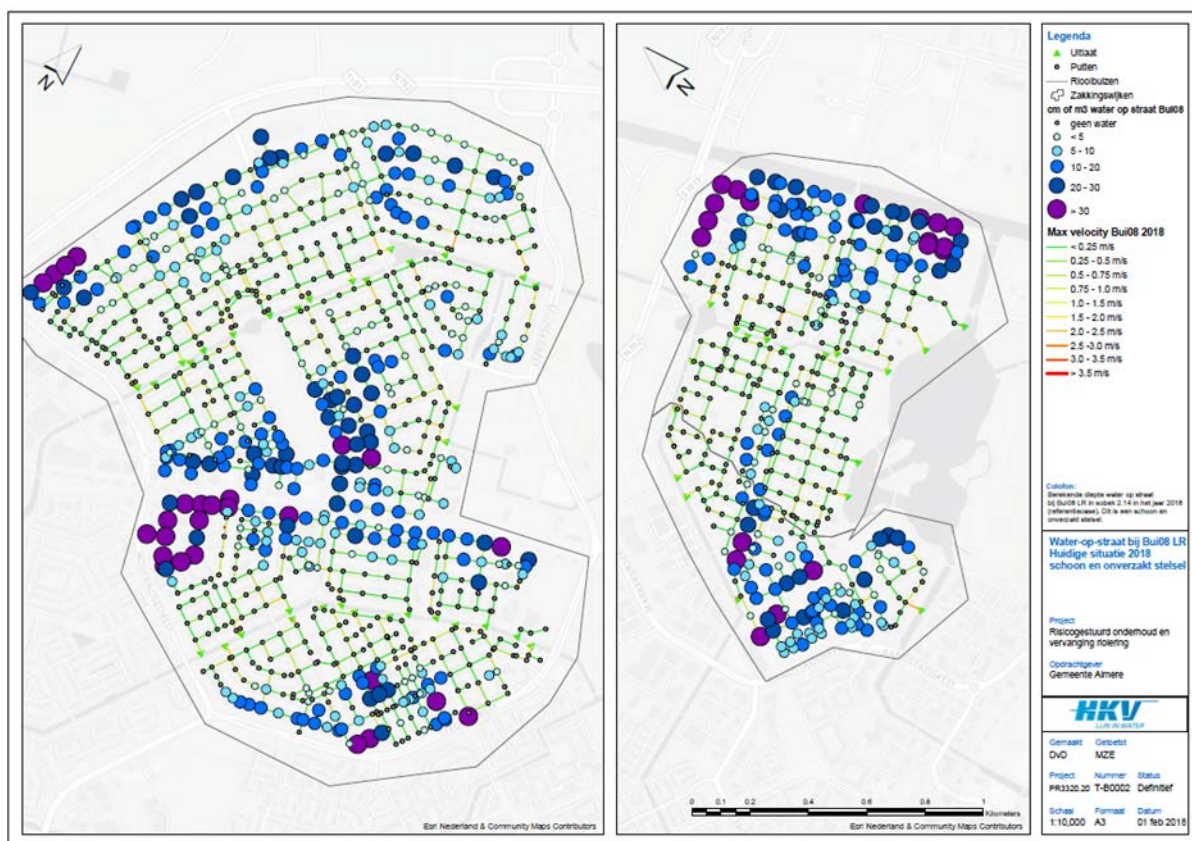 N
Esri Nederland & Community Maps Contributors
N
0 0.1 0.2 0.4 0.6 0.8 1
Kilometers
Esri Nederland & Community Maps Contributors
Legenda
Uitlaat
Putten
Rioolbuizen
Zakkingswijken
cm of m3 water op straat Bui08
geen water
< 5
5 - 10
10 - 20
20 - 30
> 30
Max velocity Bui08 2018
< 0.25 m/s
0.25 - 0.5 m/s
0.5 - 0.75 m/s
0.75 - 1.0 m/s
1.0 - 1.5 m/s
1.5 - 2.0 m/s
2.0 - 2.5 m/s
2.5 -3.0 m/s
3.0 - 3.5 m/s
> 3.5 m/s
Colofon:
Berekende diepte water op straat
bij Bui08 LR in sobek 2.14 in het jaar 2018
(referentiecase). Dit is een schoon en
onverzakt stelsel.
Water-op-straat bij Bui08 LR
Huidige situatie 2018
schoon en onverzakt stelsel
Project
Risicogestuurd onderhoud en
vervanging riolering
Opdrachtgever
Gemeente Almere
HKV
LIJN IN WATER
Gemaakt Getoetst
DvD MZE
Project Nummer Status
PR3320.20 T-B0002 Definitief
Schaal Formaat Datum
1:10,000 A3 01 feb 2018